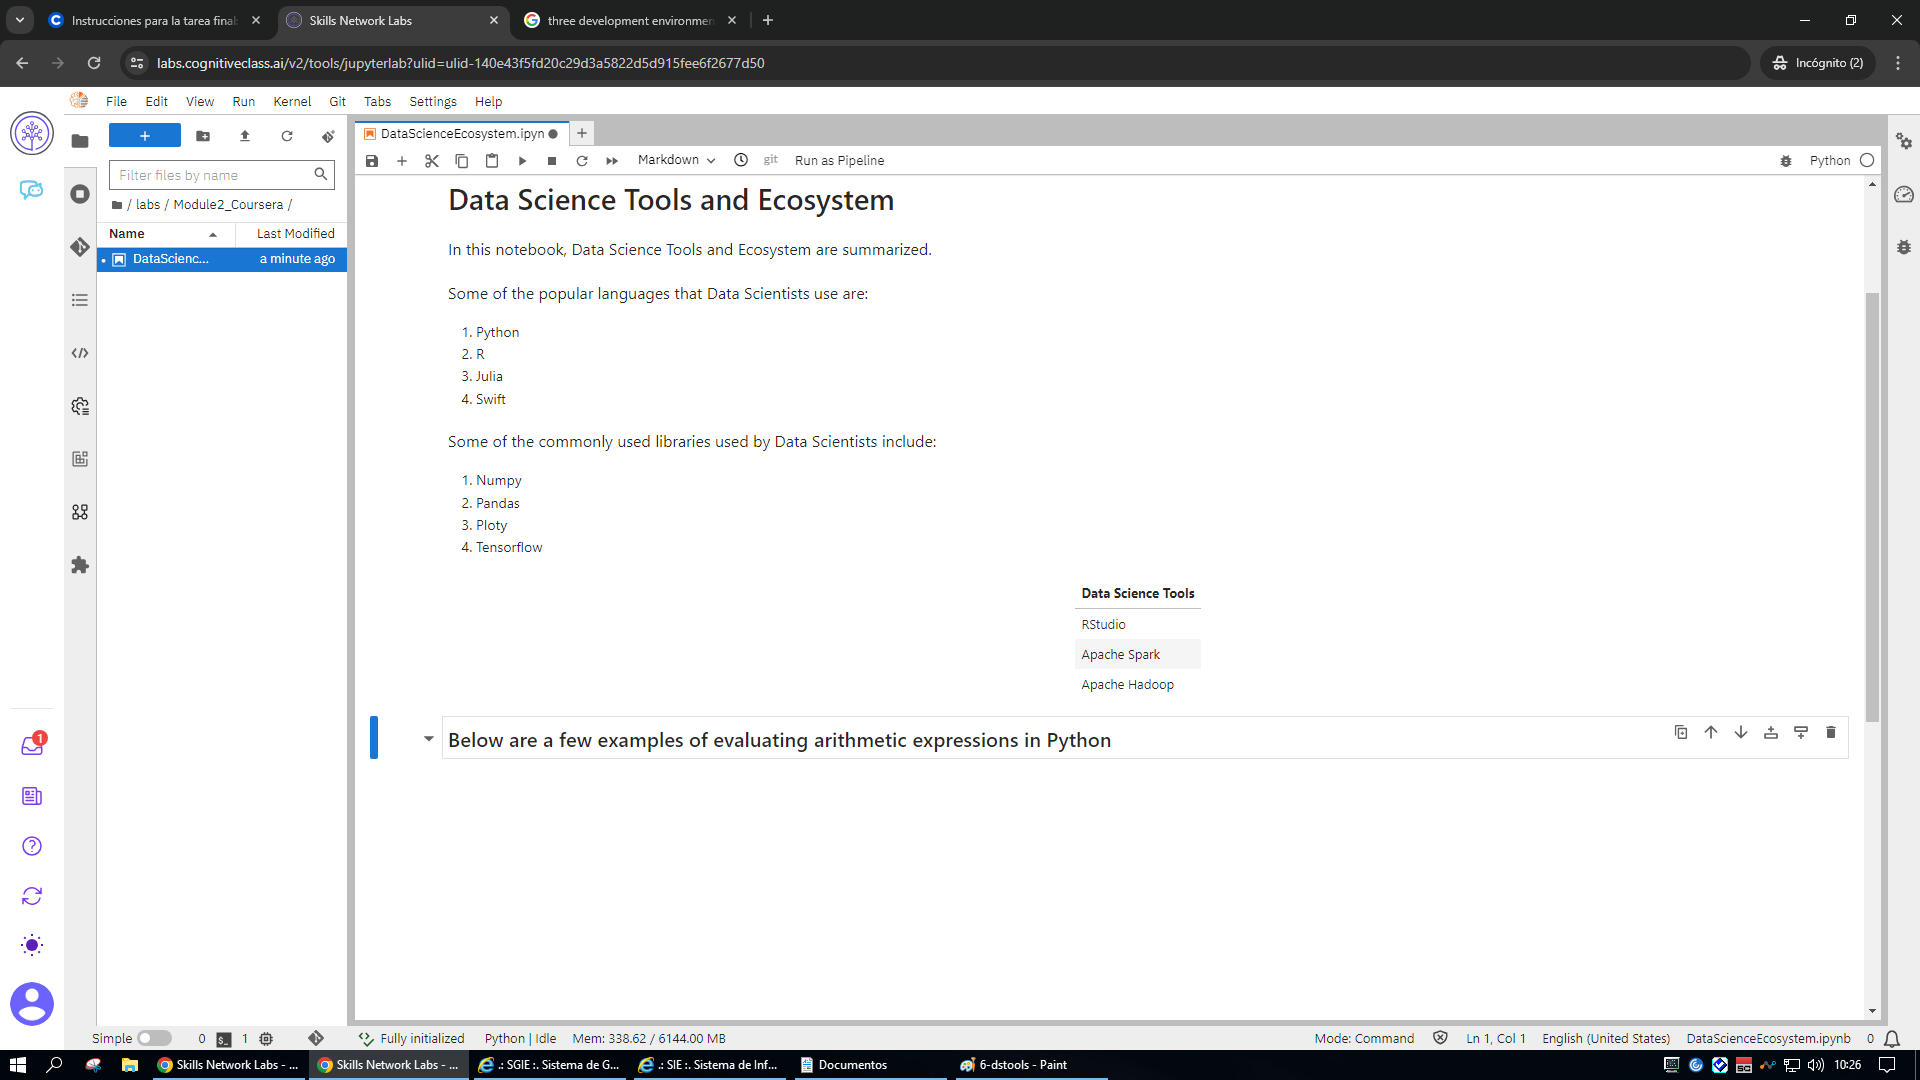 Instrucciones para la tarea final
Skills Network Labs
three development environmen
labs.cognitiveclass.ai/v2/tools/jupyterlab?ulid=ulid-140e43f5fd20c29d3a5822d5d915fee6f2677d50
Incógnito (2)
File Edit View Run Kernel Git Tabs Settings Help
DataScienceEcosystem.ipyn
Markdown
git
Run as Pipeline
Python
Filter files by name
/ labs / Module2_Coursera /
Name
Last Modified
DataScienc...
a minute ago
Data Science Tools and Ecosystem
In this notebook, Data Science Tools and Ecosystem are summarized.
Some of the popular languages that Data Scientists use are:
1. Python
2. R
3. Julia
4. Swift
Some of the commonly used libraries used by Data Scientists include:
1. Numpy
2. Pandas
3. Ploty
4. Tensorflow
Data Science Tools
RStudio
Apache Spark
Apache Hadoop
Below are a few examples of evaluating arithmetic expressions in Python
1
Simple
0
1
Fully initialized
Python | Idle
Mem: 338.62 / 6144.00 MB
Mode: Command
Ln 1, Col 1
English (United States)
DataScienceEcosystem.ipynb
0
Skills Network Labs - ...
Skills Network Labs - ...
.: SGIE :. Sistema de G...
.: SIE :. Sistema de Inf...
Documentos
6-dstools - Paint
10:26